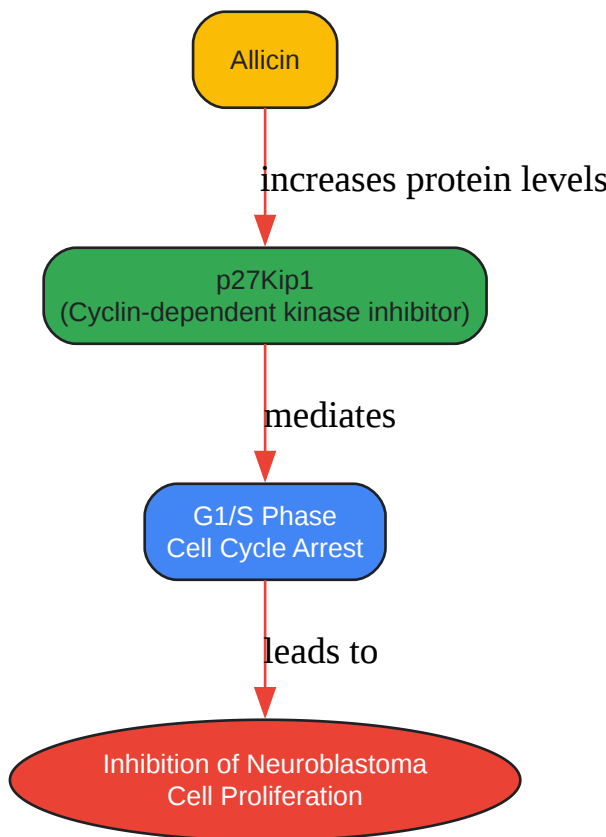 Allicin
increases protein levels
p27Kip1
(Cyclin-dependent kinase inhibitor)
mediates
G1/S Phase
Cell Cycle Arrest
leads to
Inhibition of Neuroblastoma
Cell Proliferation